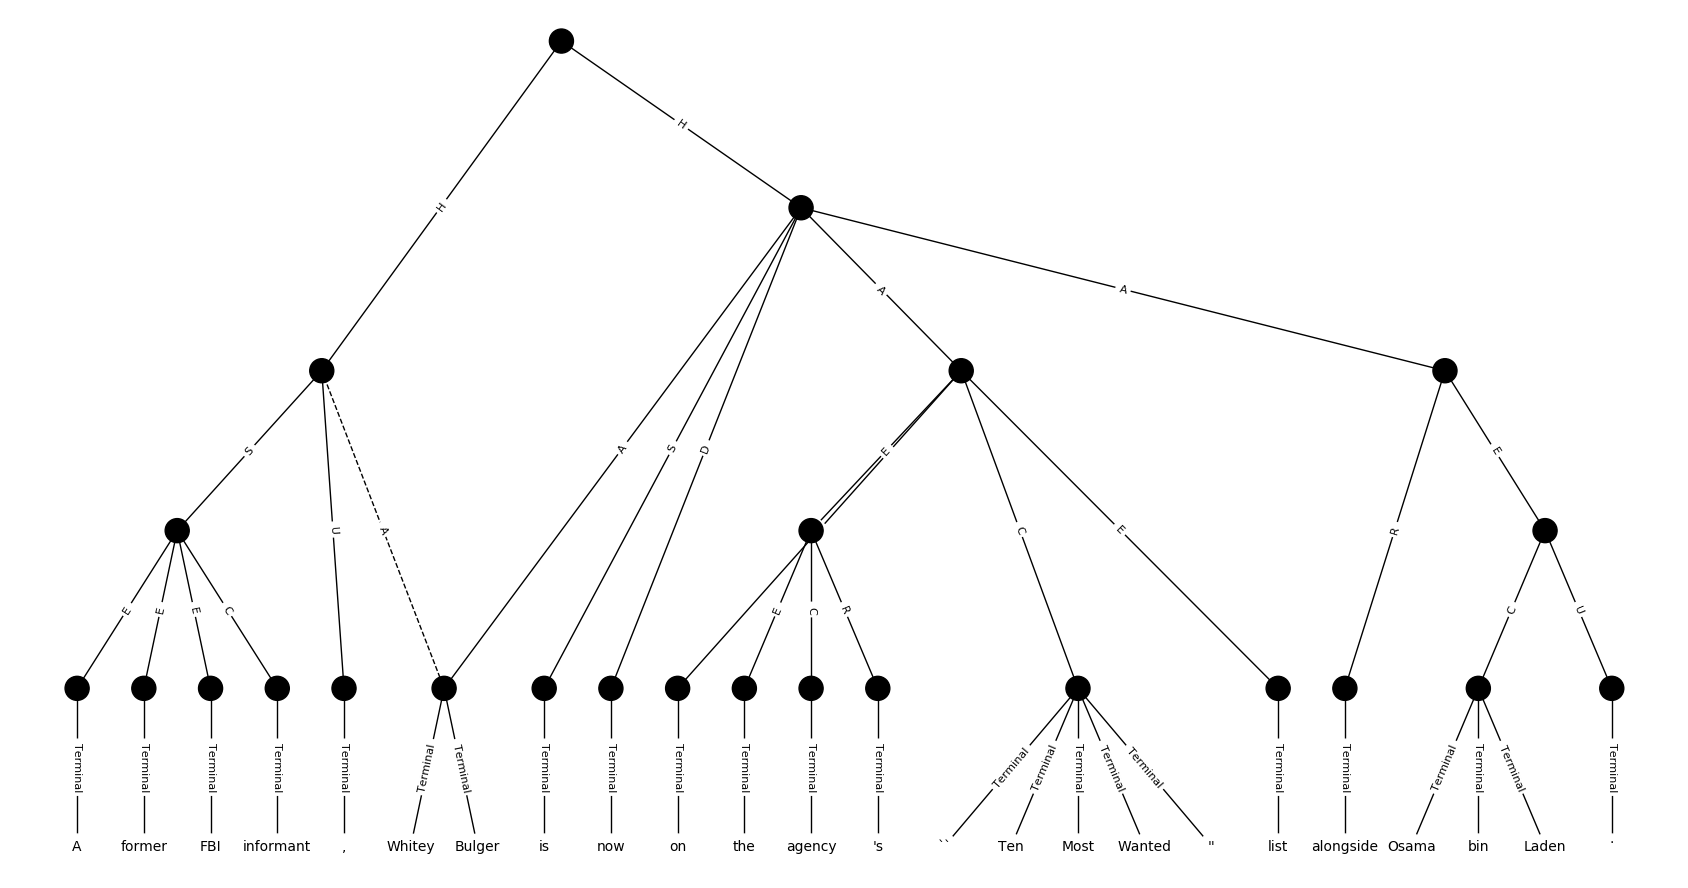 H
H
A
A
S
E
A
S
D
E
U
A
C
E
R
E
E
E
C
E
C
R
C
U
Terminal Terminal Terminal Terminal Terminal Terminal Terminal Terminal Terminal Terminal Terminal Terminal Terminal Terminal Terminal Terminal Terminal Terminal Terminal Terminal Terminal Terminal Terminal Terminal
A former FBI informant , Whitey Bulger is now on the agency 's `` Ten Most Wanted " list alongside Osama bin Laden .